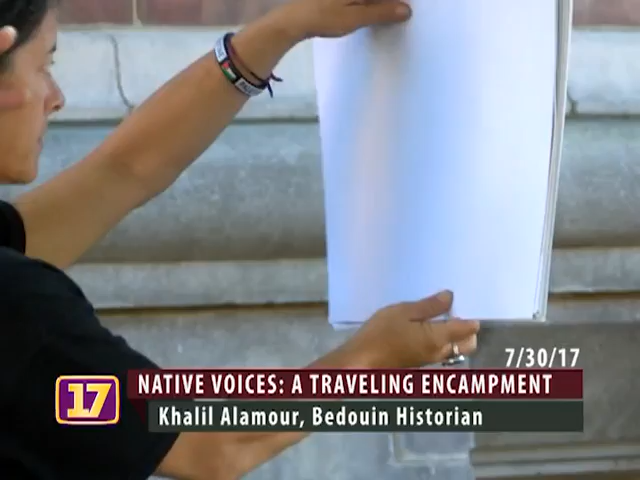 7/30/17
17
NATIVE VOICES: A TRAVELING ENCAMPMENT
Khalil Alamour, Bedouin Historian